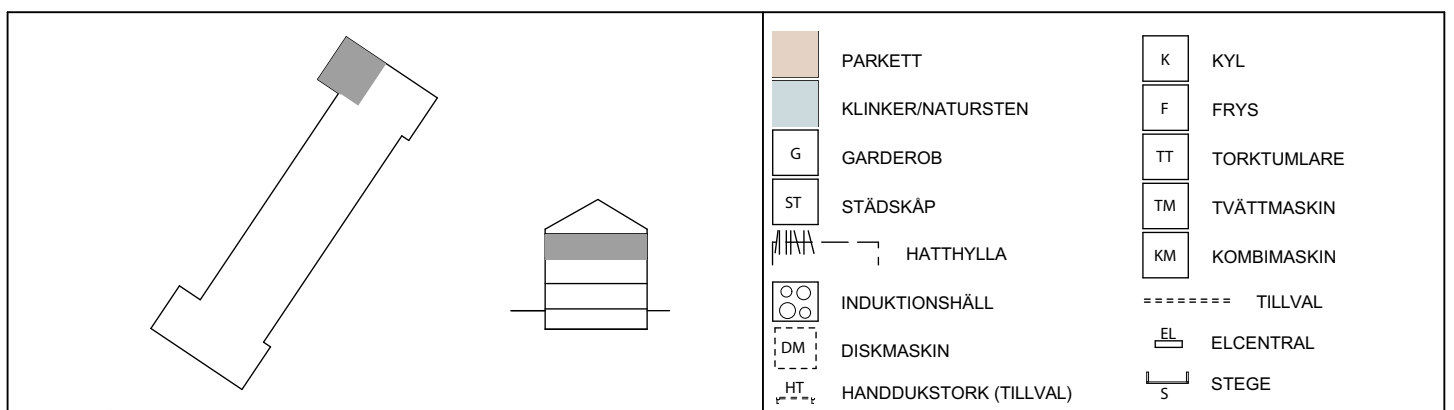 PARKETT
KLINKER/NATURSTEN
G GARDEROB
ST STÄDSKÅP
HATTHYLLA
INDUKTIONSHÄLL
DM DISKMASKIN
HT HANDDUKSTORK (TILLVAL)
K KYL
F FRYS
TT TORKTUMLARE
TM TVÄTTMASKIN
KM KOMBIMASKIN
TILLVAL
EL ELCENTRAL
S STEGE